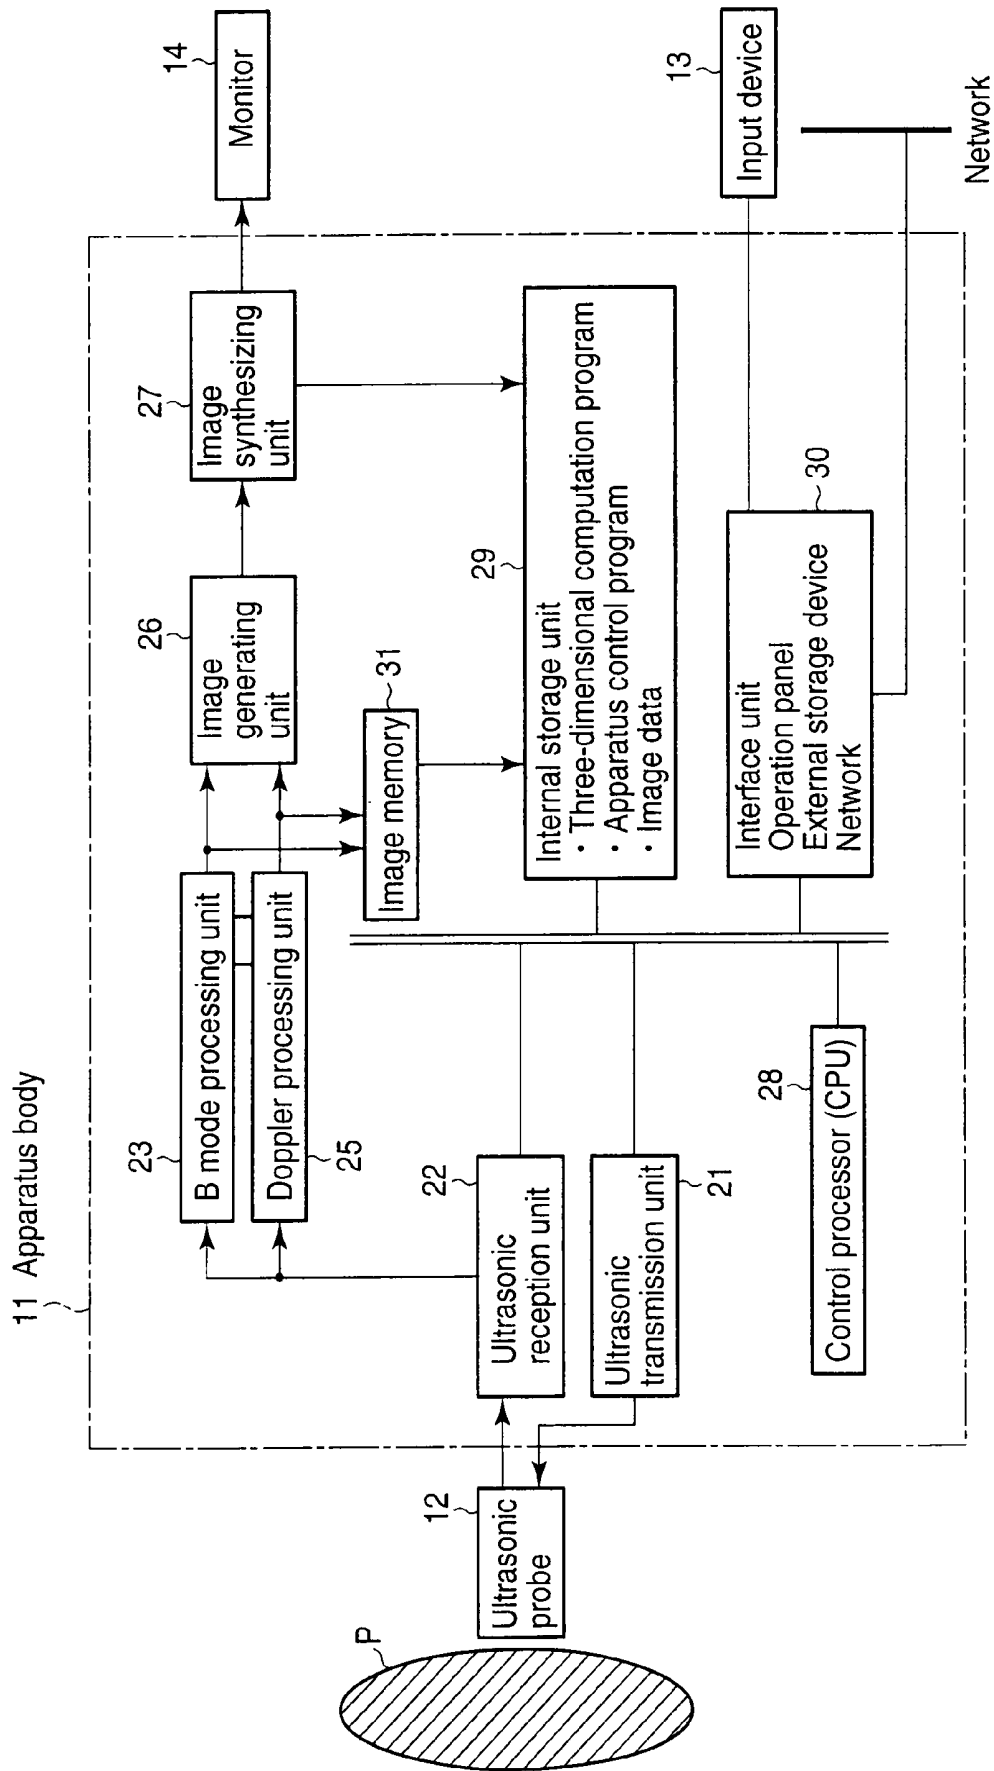 11 Apparatus body
14
Monitor
27
Image
synthesizing
unit
26
Image
generating
unit
23
B mode processing unit
Doppler processing unit
25
31
Image memory
12
Ultrasonic
probe
P
22
Ultrasonic
reception unit
Ultrasonic
transmission unit
21
29
Internal storage unit
・ Three-dimensional computation program
・ Apparatus control program
・ Image data
28
Control processor (CPU)
30
Interface unit
Operation panel
External storage device
Network
13
Input device
Network